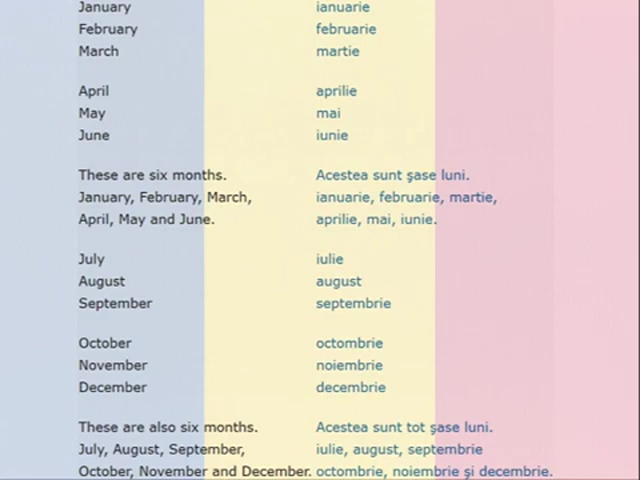 January ianuarie
February februarie
March martie
April aprilie
May mai
June iunie
These are six months. Acestea sunt şase luni.
January, February, March, ianuarie, februarie, martie,
April, May and June. aprilie, mai, iunie.
July iulie
August august
September septembrie
October octombrie
November noiembrie
December decembrie
These are also six months. Acestea sunt tot şase luni.
July, August, September, iulie, august, septembrie
October, November and December. octombrie, noiembrie şi decembrie.